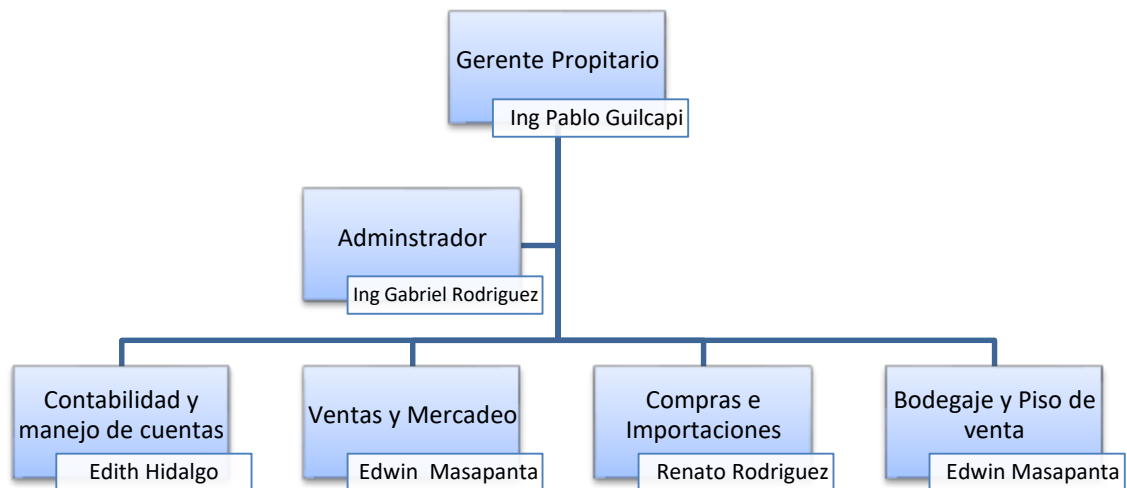 Gerente Propitario
Ing Pablo Guilcapi
Adminstrador
Ing Gabriel Rodriguez
Contabilidad y
manejo de cuentas
Edith Hidalgo
Ventas y Mercadeo
Edwin  Masapanta
Compras e
Importaciones
Renato Rodriguez
Bodegaje y Piso de
venta
Edwin Masapanta